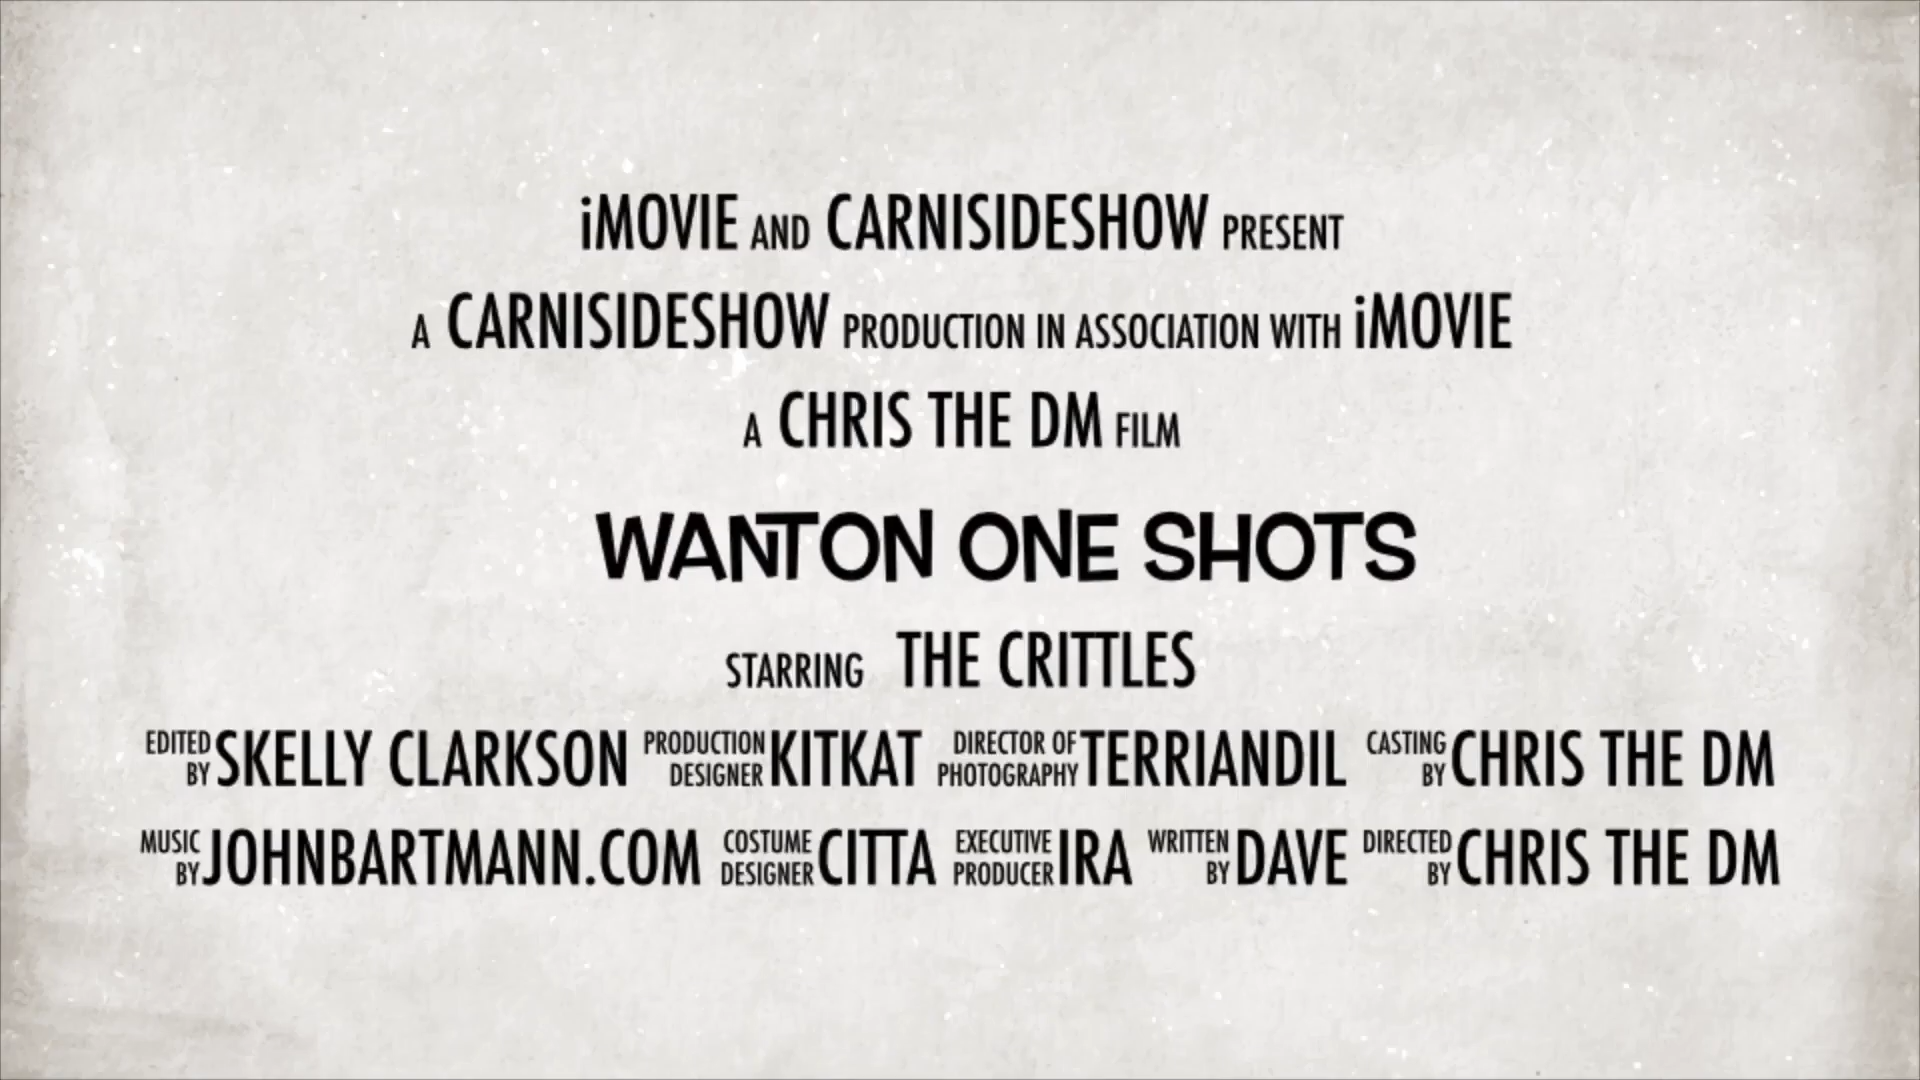 iMOVIE AND CARNISIDESHOW PRESENT
A CARNISIDESHOW PRODUCTION IN ASSOCIATION WITH iMOVIE
A CHRIS THE DM FILM
WANTON ONE SHOTS
STARRING THE CRITTLES
EDITED BY SKELLY CLARKSON PRODUCTION DESIGNER KITKAT DIRECTOR OF PHOTOGRAPHY TERRIANDIL CASTING BY CHRIS THE DM
MUSIC BY JOHNBARTMANN.COM COSTUME DESIGNER CITTA EXECUTIVE PRODUCER IRA WRITTEN BY DAVE DIRECTED BY CHRIS THE DM